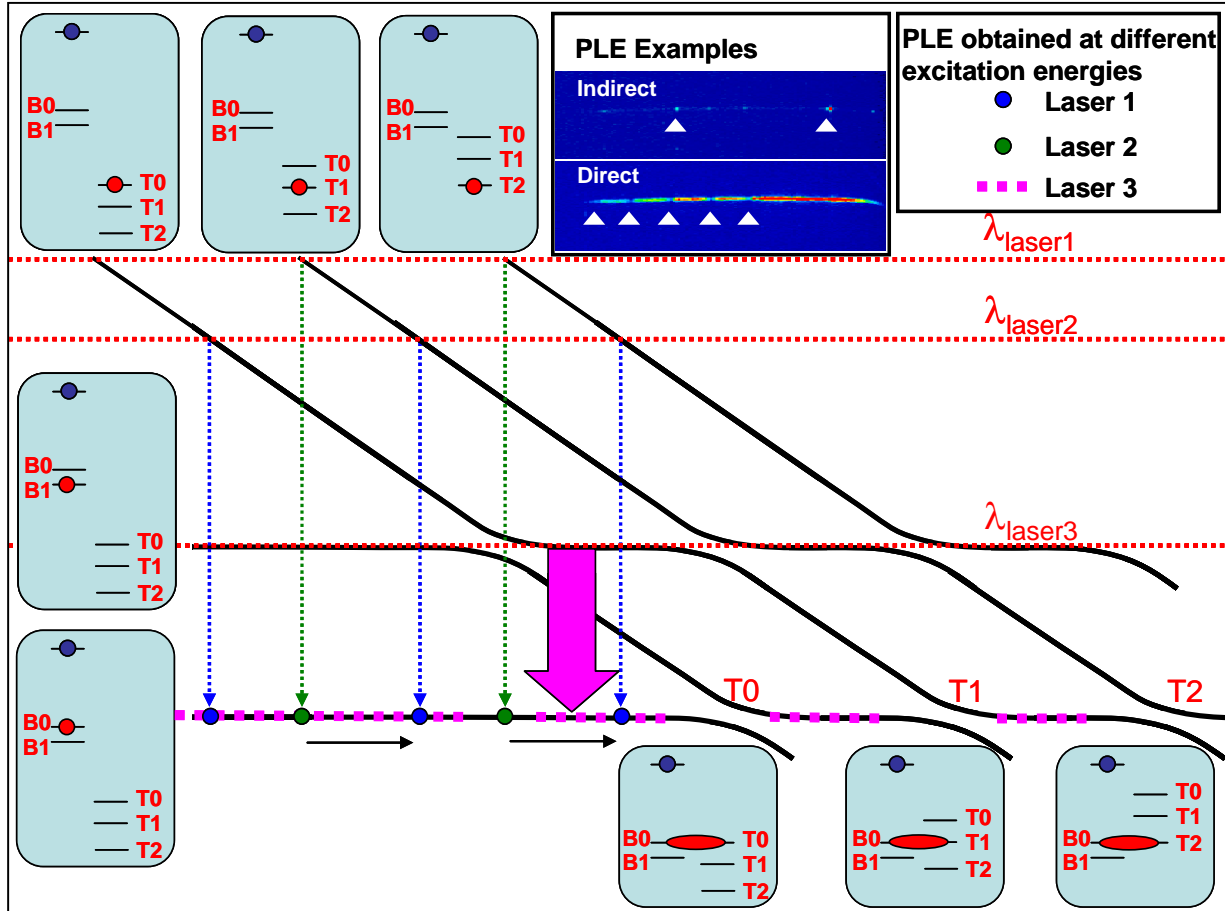 B0
B1
T0
T1
T2
B0
B1
T0
T1
T2
B0
B1
T0
T1
T2
PLE Examples
Indirect
Direct
PLE obtained at different
excitation energies
Laser 1
Laser 2
Laser 3
λlaser1
λlaser2
B0
B1
T0
T1
T2
λlaser3
B0
B1
T0
T1
T2
T0
T1
T2
B0
B1
T0
T1
T2
B0
B1
T0
T1
T2
B0
B1
T0
T1
T2